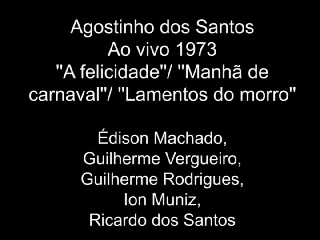 Agostinho dos Santos
Ao vivo 1973
"A felicidade"/ "Manhã de
carnaval"/ "Lamentos do morro"
Édison Machado,
Guilherme Vergueiro,
Guilherme Rodrigues,
Ion Muniz,
Ricardo dos Santos